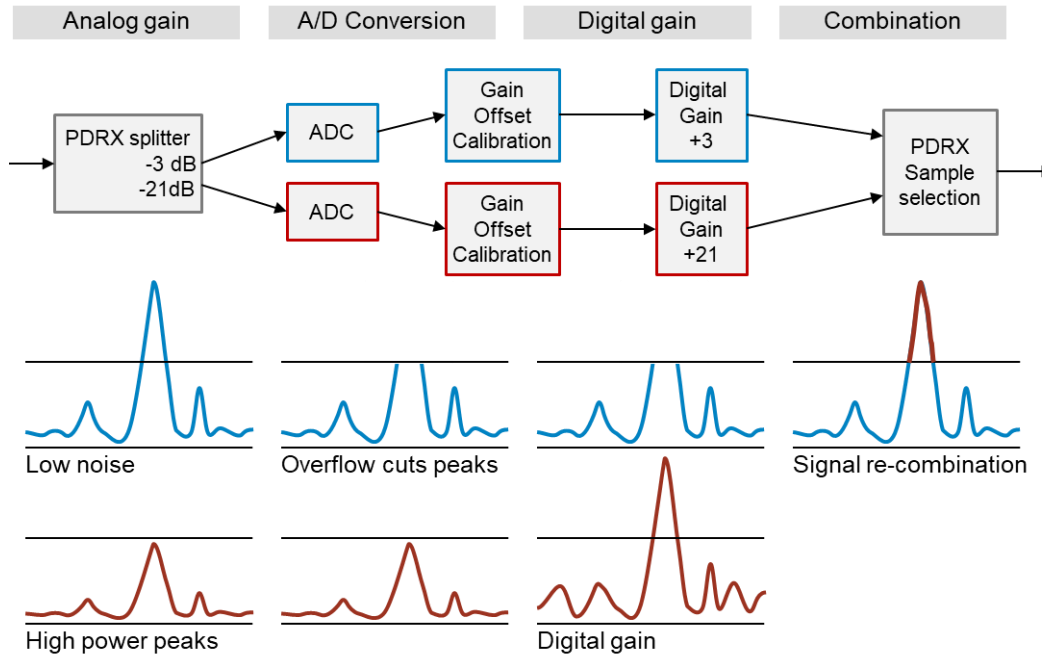 Analog gain
A/D Conversion
Digital gain
Combination
PDRX splitter
-3 dB
-21dB
ADC
Gain
Offset
Calibration
Digital
Gain
+3
ADC
Gain
Offset
Calibration
Digital
Gain
+21
PDRX
Sample
selection
Low noise
Overflow cuts peaks
Signal re-combination
High power peaks
Digital gain